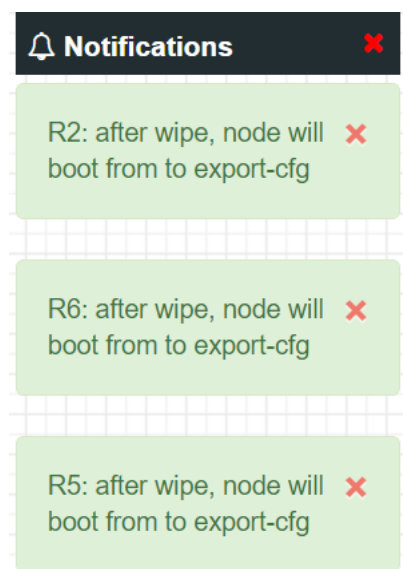 Notifications
R2: after wipe, node will
boot from to export-cfg
R6: after wipe, node will
boot from to export-cfg
R5: after wipe, node will
boot from to export-cfg